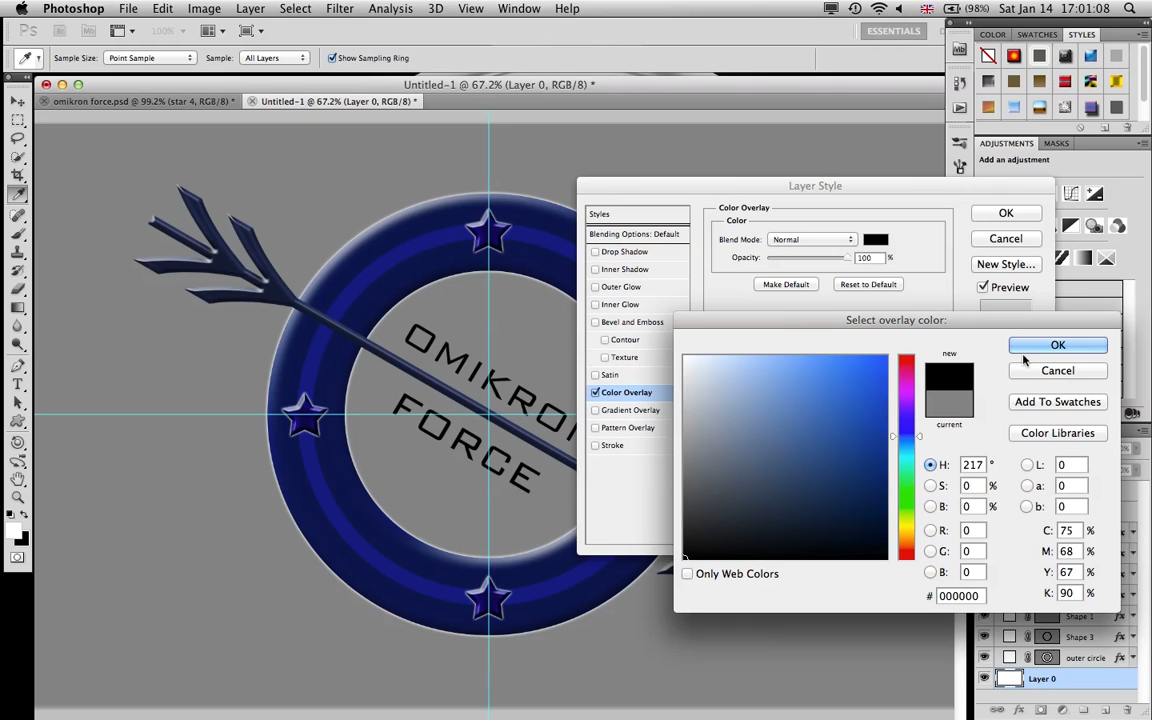 Photoshop File Edit Image Layer Select Filter Analysis 3D View Window Help (98%) Sat Jan 14 17:01:08
Ps 100% ESSENTIALS
Sample Size: Point Sample Sample: All Layers Show Sampling Ring
Untitled-1 @ 67.2% (Layer 0, RGB/8) *
omikron force.psd @ 99.2% (star 4, RGB/8) * Untitled-1 @ 67.2% (Layer 0, RGB/8) *
COLOR SWATCHES STYLES
ADJUSTMENTS MASKS
Add an adjustment
OMIKRO
FORCE
Layer Style
Styles
Blending Options: Default
Drop Shadow
Inner Shadow
Outer Glow
Inner Glow
Bevel and Emboss
Contour
Texture
Satin
Color Overlay
Gradient Overlay
Pattern Overlay
Stroke
Color Overlay
Color
Blend Mode: Normal
Opacity: 100 %
Make Default Reset to Default
OK
Cancel
New Style...
Preview
Select overlay color:
new
current
OK
Cancel
Add To Swatches
Color Libraries
H: 217 ° L: 0
S: 0 % a: 0
B: 0 % b: 0
R: 0 C: 75 %
G: 0 M: 68 %
B: 0 Y: 67 %
# 000000 K: 90 %
Only Web Colors
Shape 1 fx
Shape 3 fx
outer circle fx
Layer 0